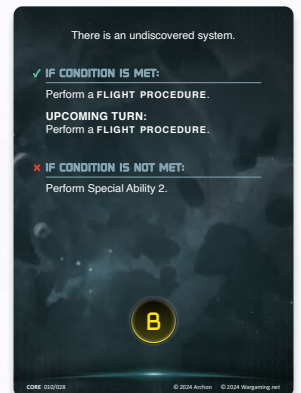 There is an undiscovered system.
✓ IF CONDITION IS MET:
Perform a FLIGHT PROCEDURE.
UPCOMING TURN:
Perform a FLIGHT PROCEDURE.
× IF CONDITION IS NOT MET:
Perform Special Ability 2.
B
CORE 010/028 © 2024 Archon © 2024 Wargaming.net